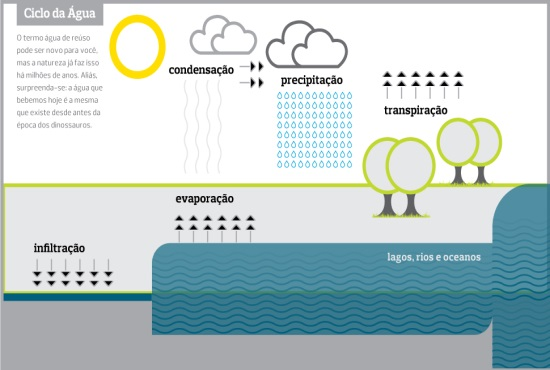 Ciclo da Água
O termo água de reúso
pode ser novo para você,
mas a natureza já faz isso
há milhões de anos. Aliás,
surpreenda-se: a água que
bebemos hoje é a mesma
que existe desde antes da
época dos dinossauros.
condensação
precipitação
transpiração
evaporação
infiltração
lagos, rios e oceanos